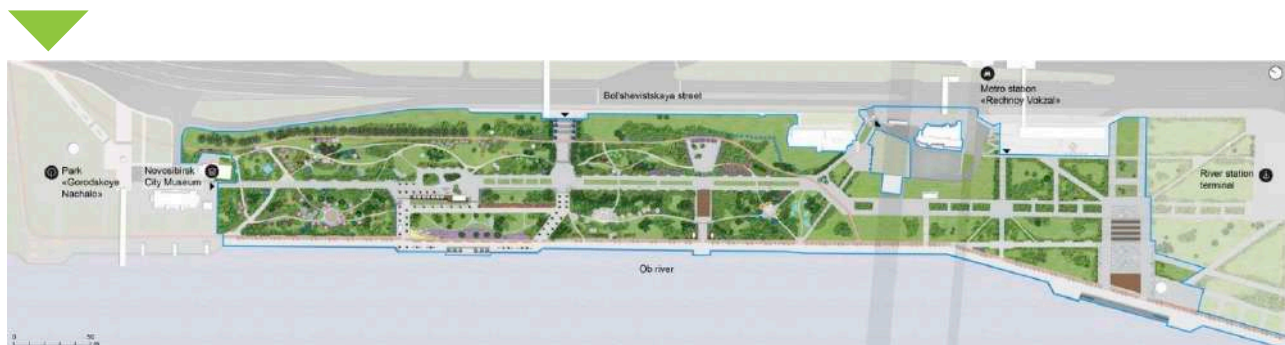 Bol'shevistskaya street
Metro station
«Rechnoy Vokzal»
Park
«Gorodskoye
Nachalo»
Novosibirsk
City Museum
River station
terminal
Ob river
0
50